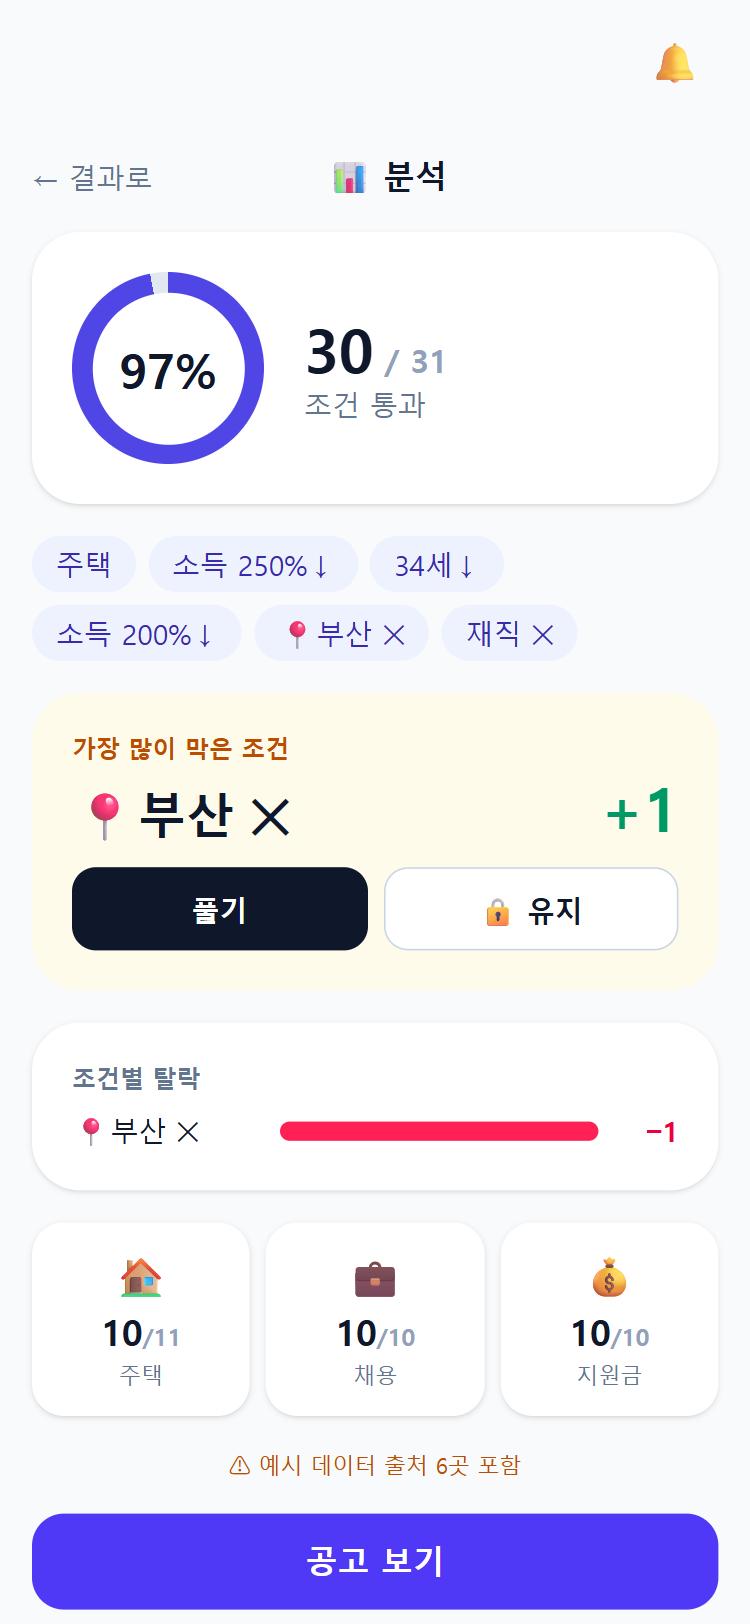 ← 결과로
📊 분석
97%
30 / 31
조건 통과
주택 소득 250%↓ 34세↓
소득 200%↓ 📍부산 ✕ 재직 ✕
가장 많이 막은 조건
📍부산 ✕ +1
풀기 🔒 유지
조건별 탈락
📍부산 ✕ −1
10/11 10/10 10/10
주택 채용 지원금
⚠ 예시 데이터 출처 6곳 포함
공고 보기